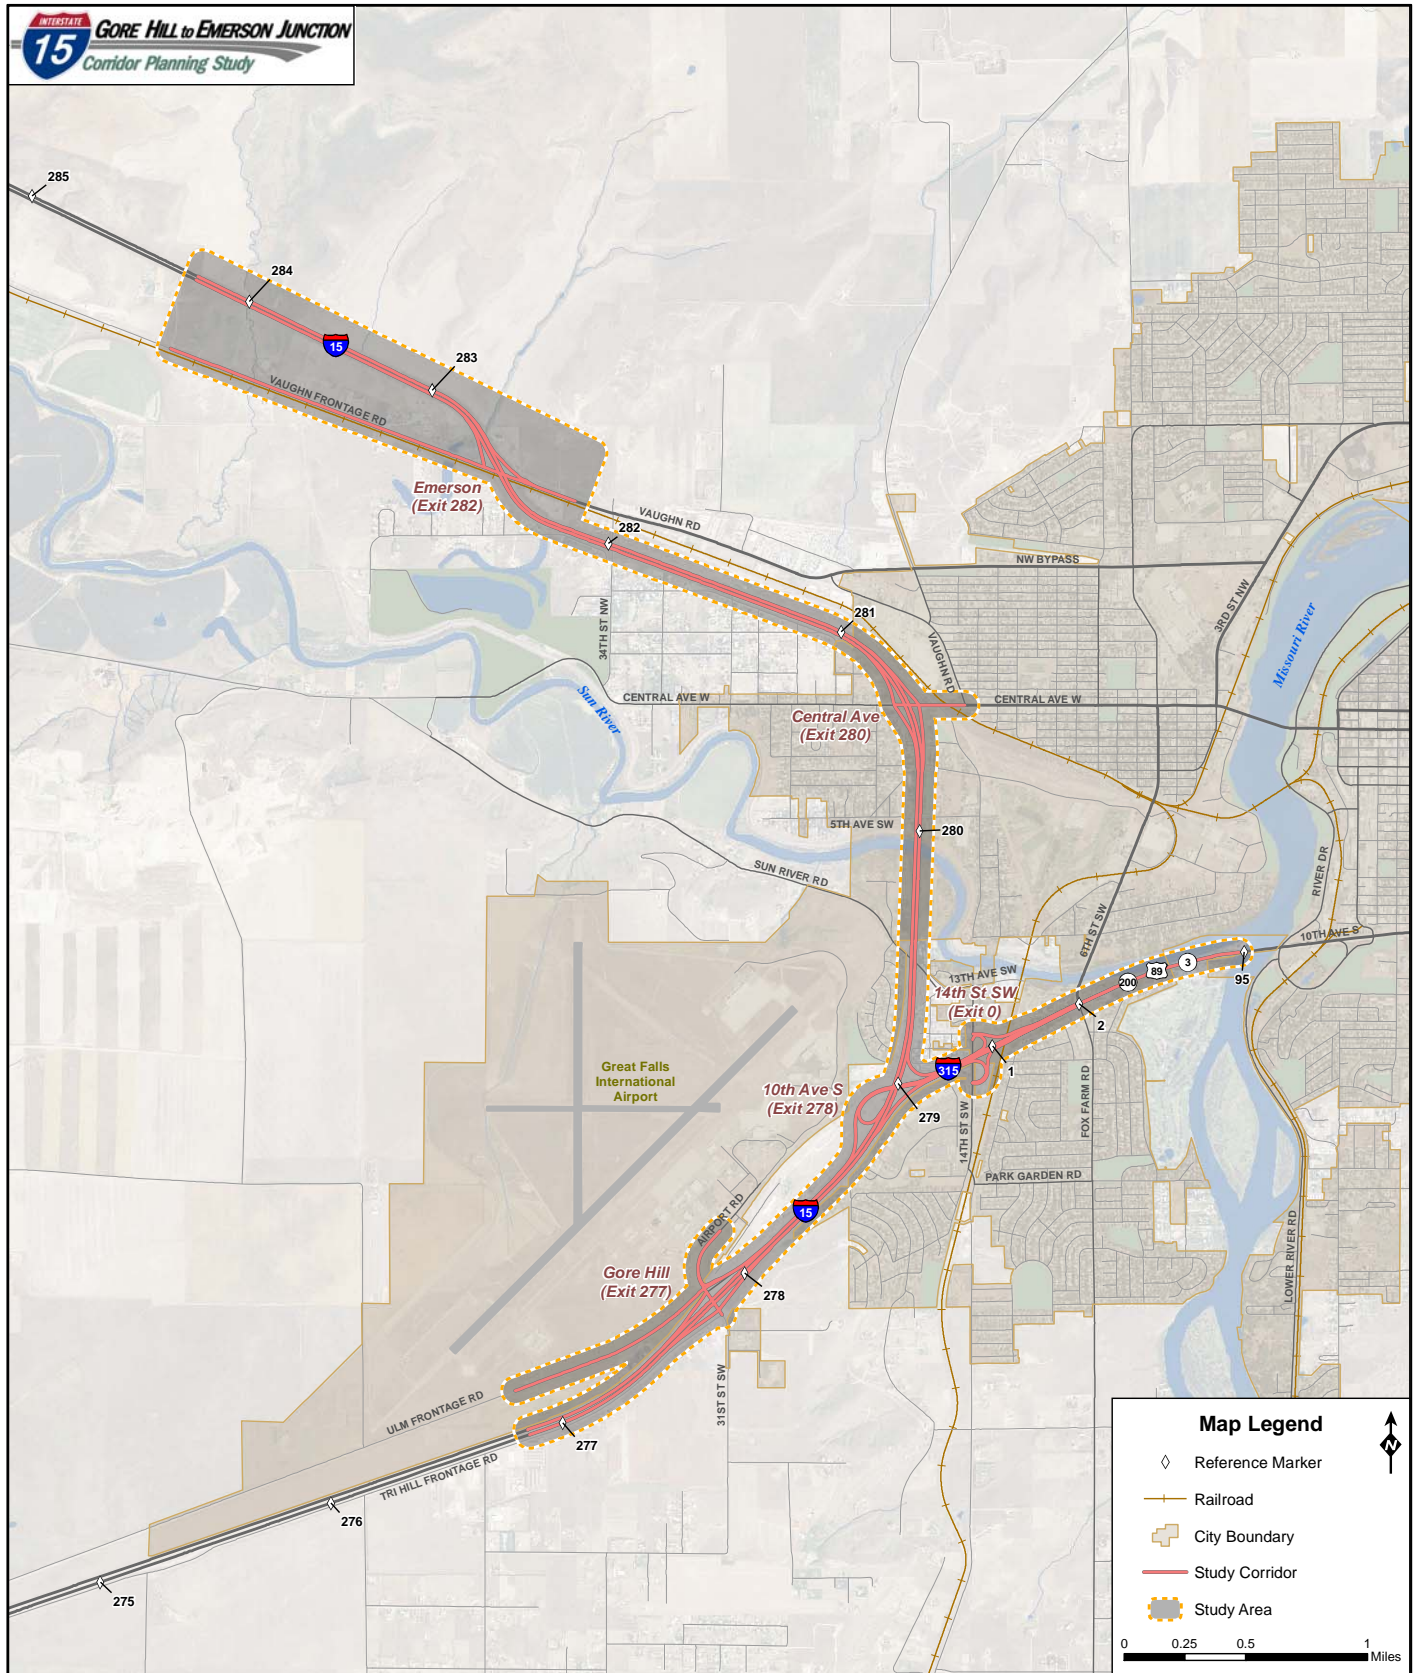 INTERSTATE
15
GORE HILL to EMERSON JUNCTION
Corridor Planning Study
285
284
15
283
VAUGHN FRONTAGE RD
Emerson
(Exit 282)
VAUGHN RD
282
NW BYPASS
3RD ST NW
Missouri River
34TH ST NW
281
VAUGHN RD
Sun River
CENTRAL AVE W
CENTRAL AVE W
Central Ave
(Exit 280)
5TH AVE SW
280
SUN RIVER RD
RIVER DR
6TH ST SW
10TH AVE S
13TH AVE SW
200
89
3
95
14th St SW
(Exit 0)
2
Great Falls
International
Airport
315
1
10th Ave S
(Exit 278)
279
14TH ST SW
FOX FARM RD
PARK GARDEN RD
15
AIRPORT RD
LOWER RIVER RD
Gore Hill
(Exit 277)
278
31ST ST SW
ULM FRONTAGE RD
277
TRI HILL FRONTAGE RD
276
275
Map Legend
N
Reference Marker
Railroad
City Boundary
Study Corridor
Study Area
0 0.25 0.5 1
Miles